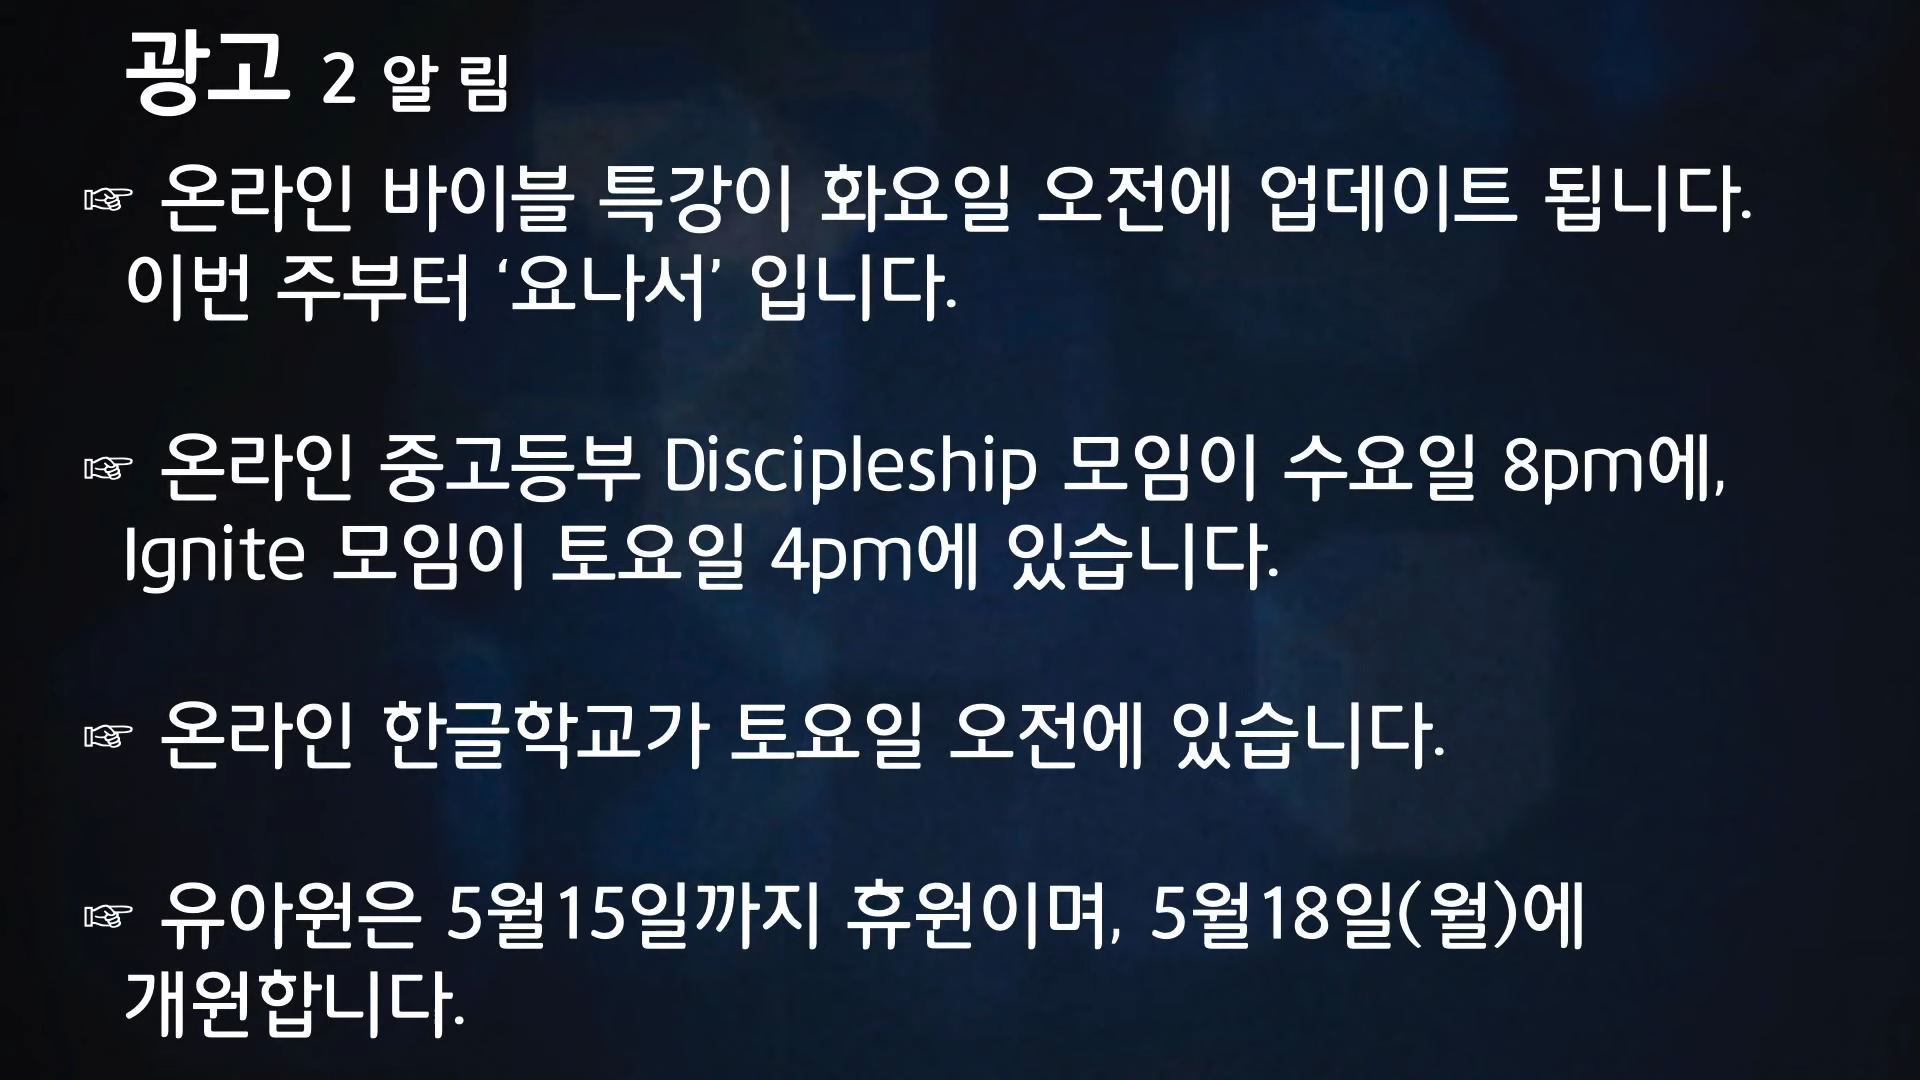 광고 2 알 림
☞ 온라인 바이블 특강이 화요일 오전에 업데이트 됩니다.
이번 주부터 ‘요나서’ 입니다.
☞ 온라인 중고등부 Discipleship 모임이 수요일 8pm에,
Ignite 모임이 토요일 4pm에 있습니다.
☞ 온라인 한글학교가 토요일 오전에 있습니다.
☞ 유아원은 5월15일까지 휴원이며, 5월18일(월)에
개원합니다.